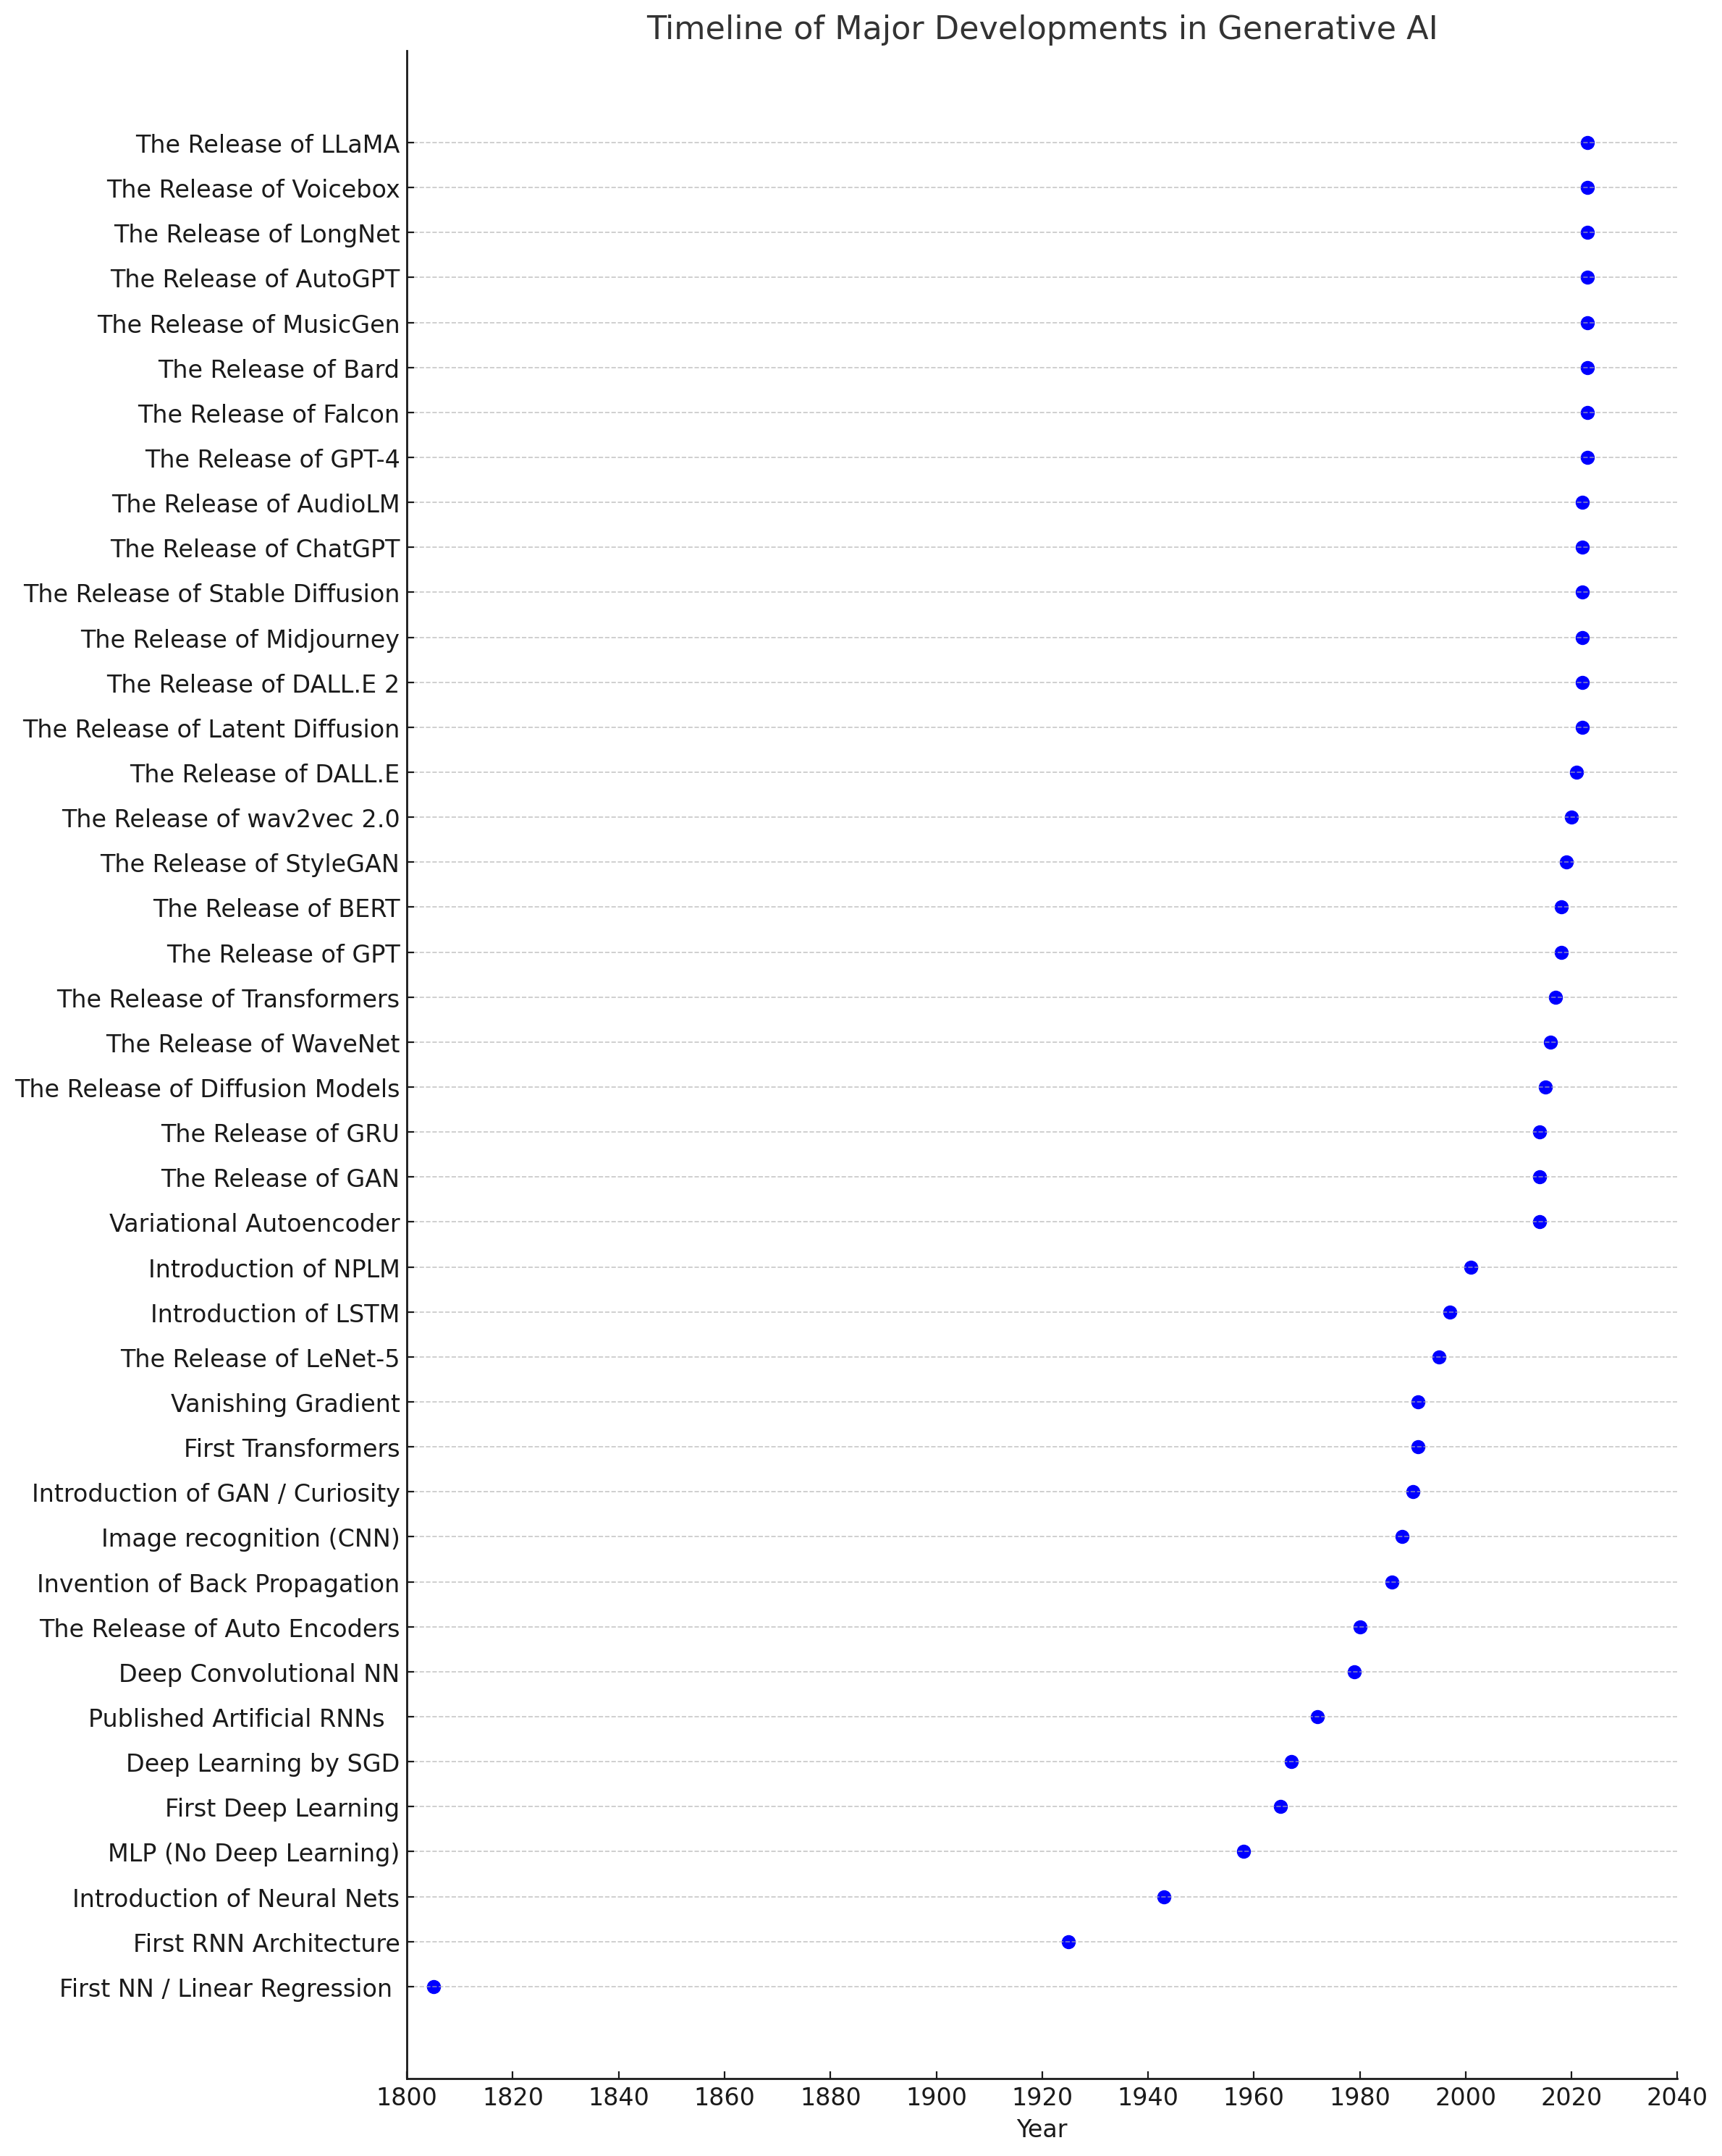 Timeline of Major Developments in Generative AI
The Release of LLaMA
The Release of Voicebox
The Release of LongNet
The Release of AutoGPT
The Release of MusicGen
The Release of Bard
The Release of Falcon
The Release of GPT-4
The Release of AudioLM
The Release of ChatGPT
The Release of Stable Diffusion
The Release of Midjourney
The Release of DALL.E 2
The Release of Latent Diffusion
The Release of DALL.E
The Release of wav2vec 2.0
The Release of StyleGAN
The Release of BERT
The Release of GPT
The Release of Transformers
The Release of WaveNet
The Release of Diffusion Models
The Release of GRU
The Release of GAN
Variational Autoencoder
Introduction of NPLM
Introduction of LSTM
The Release of LeNet-5
Vanishing Gradient
First Transformers
Introduction of GAN / Curiosity
Image recognition (CNN)
Invention of Back Propagation
The Release of Auto Encoders
Deep Convolutional NN
Published Artificial RNNs
Deep Learning by SGD
First Deep Learning
MLP (No Deep Learning)
Introduction of Neural Nets
First RNN Architecture
First NN / Linear Regression
1800 1820 1840 1860 1880 1900 1920 1940 1960 1980 2000 2020 2040
Year